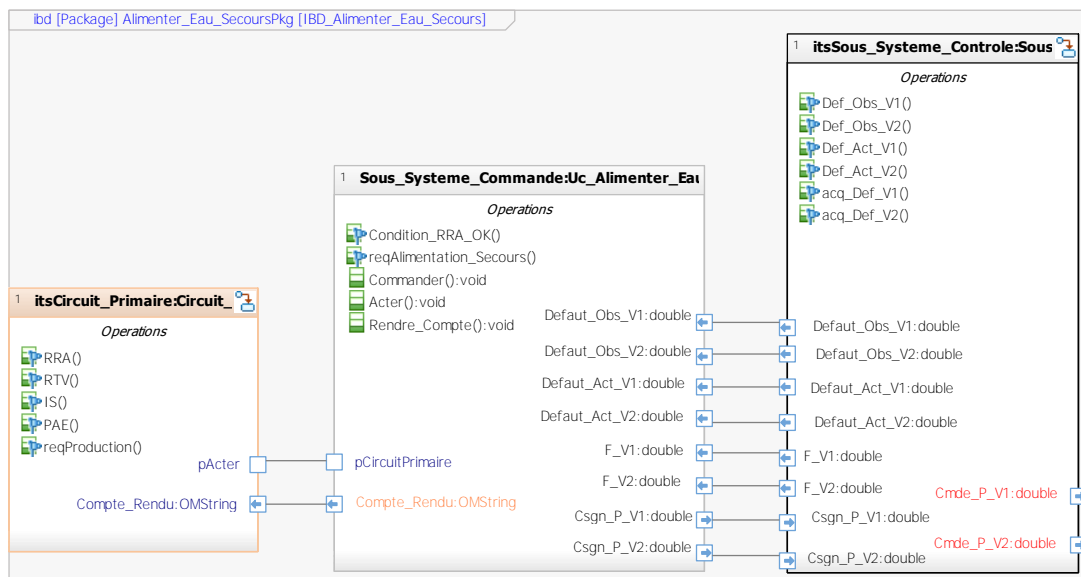 ibd [Package] Alimenter_Eau_SecoursPkg [IBD_Alimenter_Eau_Secours]
1 itsCircuit_Primaire:Circuit_
Operations
RRA()
RTV()
IS()
PAE()
reqProduction()
pActer
Compte_Rendu:OMString
1 Sous_Systeme_Commande:Uc_Alimenter_Eau
Operations
Condition_RRA_OK()
reqAlimentation_Secours()
Commander():void
Acter():void
Rendre_Compte():void
Defaut_Obs_V1:double
Defaut_Obs_V2:double
Defaut_Act_V1:double
Defaut_Act_V2:double
F_V1:double
F_V2:double
Csgn_P_V1:double
Csgn_P_V2:double
pCircuitPrimaire
Compte_Rendu:OMString
1 itsSous_Systeme_Controle:Sous
Operations
Def_Obs_V1()
Def_Obs_V2()
Def_Act_V1()
Def_Act_V2()
acq_Def_V1()
acq_Def_V2()
Defaut_Obs_V1:double
Defaut_Obs_V2:double
Defaut_Act_V1:double
Defaut_Act_V2:double
F_V1:double
F_V2:double
Csgn_P_V1:double
Csgn_P_V2:double
Cmde_P_V1:double
Cmde_P_V2:double